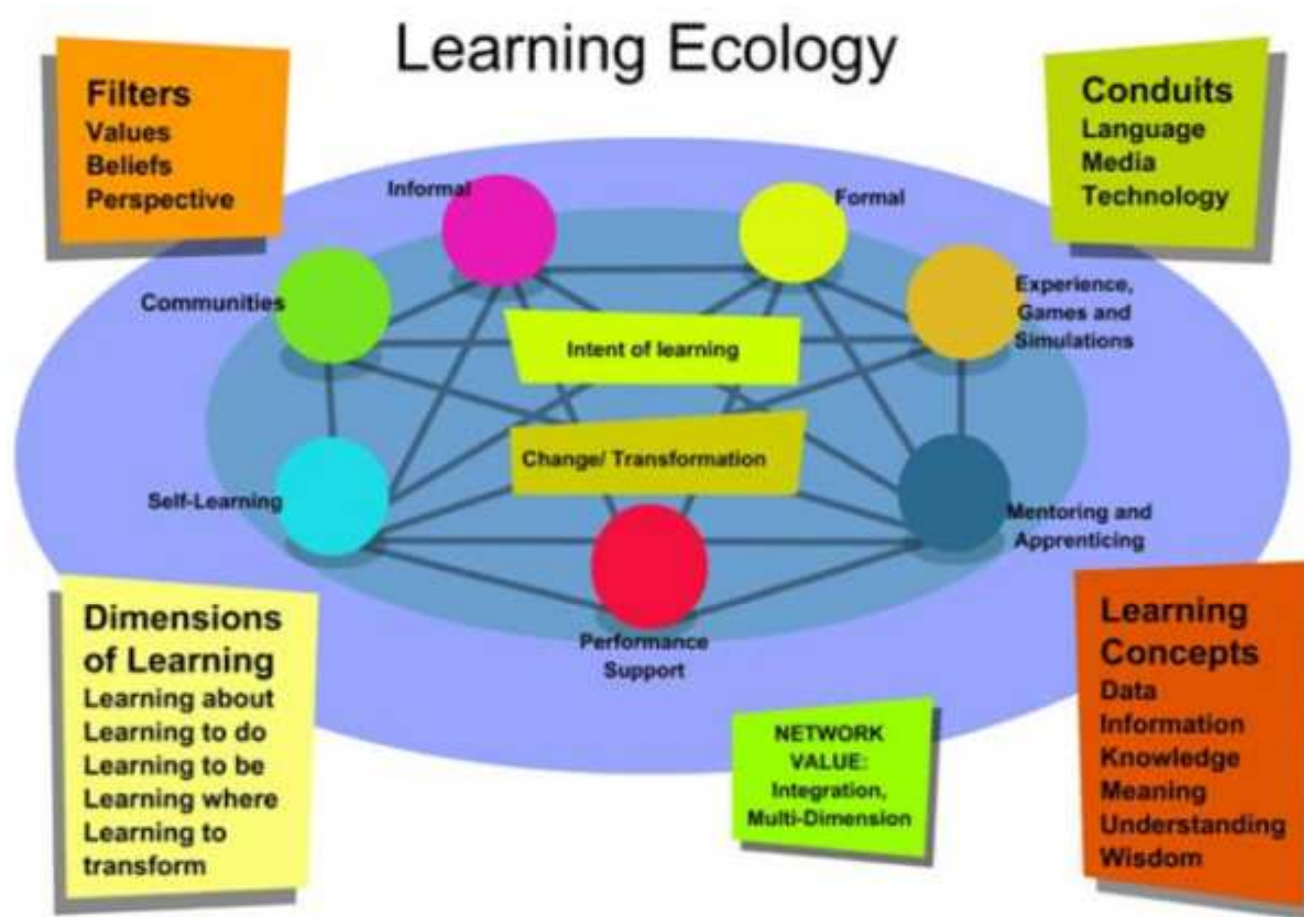 Learning Ecology
Filters
Values
Beliefs
Perspective
Conduits
Language
Media
Technology
Informal
Formal
Communities
Experience,
Games and
Simulations
Intent of learning
Change/ Transformation
Self-Learning
Mentoring and
Apprenticing
Performance
Support
Dimensions
of Learning
Learning about
Learning to do
Learning to be
Learning where
Learning to
transform
NETWORK
VALUE:
Integration,
Multi-Dimension
Learning
Concepts
Data
Information
Knowledge
Meaning
Understanding
Wisdom